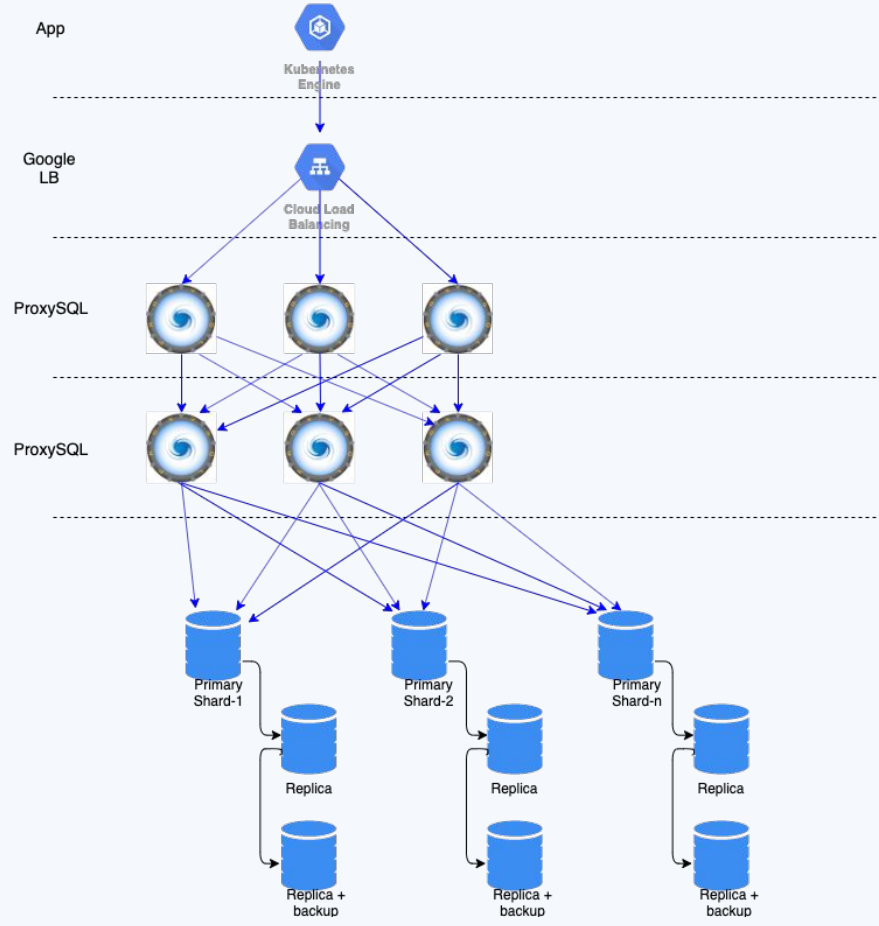 App
Kubernetes
Engine
Google
LB
Cloud Load
Balancing
ProxySQL
ProxySQL
Primary
Shard-1
Primary
Shard-2
Primary
Shard-n
Replica
Replica
Replica
Replica +
backup
Replica +
backup
Replica +
backup